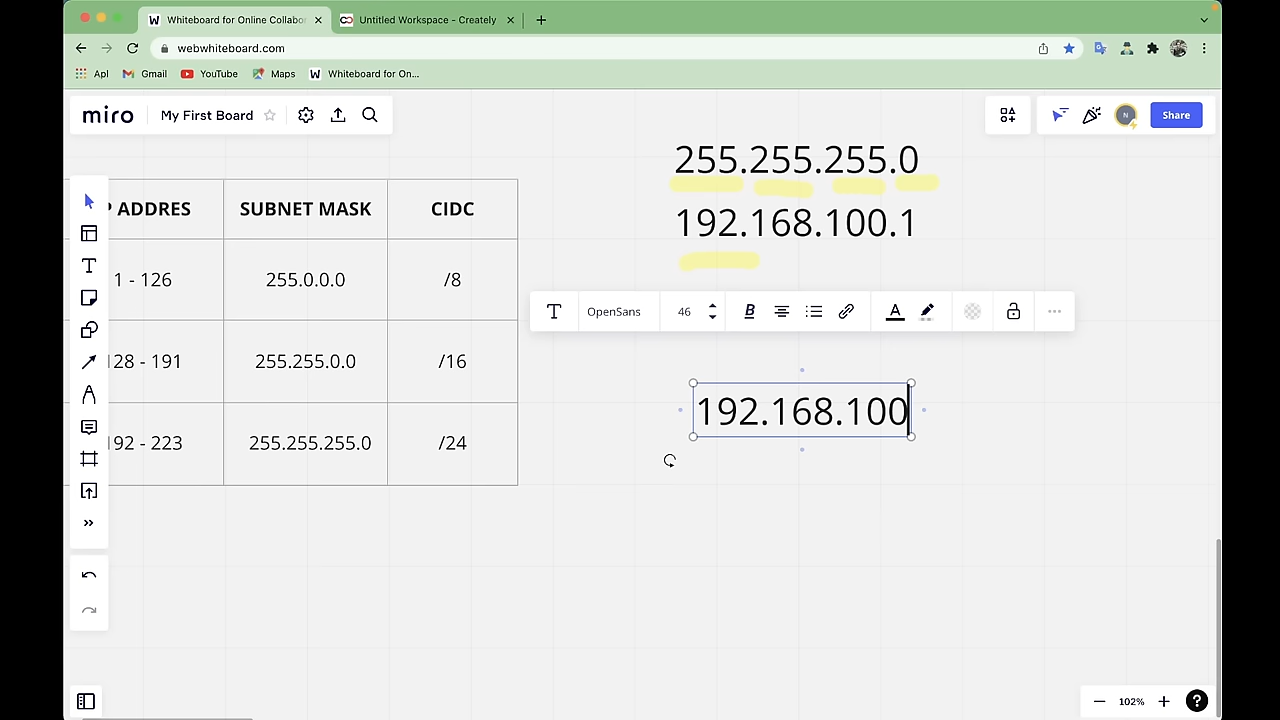 Whiteboard for Online Collabor
Untitled Workspace - Creately
webwhiteboard.com
Apl
Gmail
YouTube
Maps
Whiteboard for On...
miro
My First Board
N
Share
255.255.255.0
192.168.100.1
ADDRES SUBNET MASK CIDC
1 - 126 255.0.0.0 /8
128 - 191 255.255.0.0 /16
192 - 223 255.255.255.0 /24
OpenSans 46 B A
192.168.100
102%